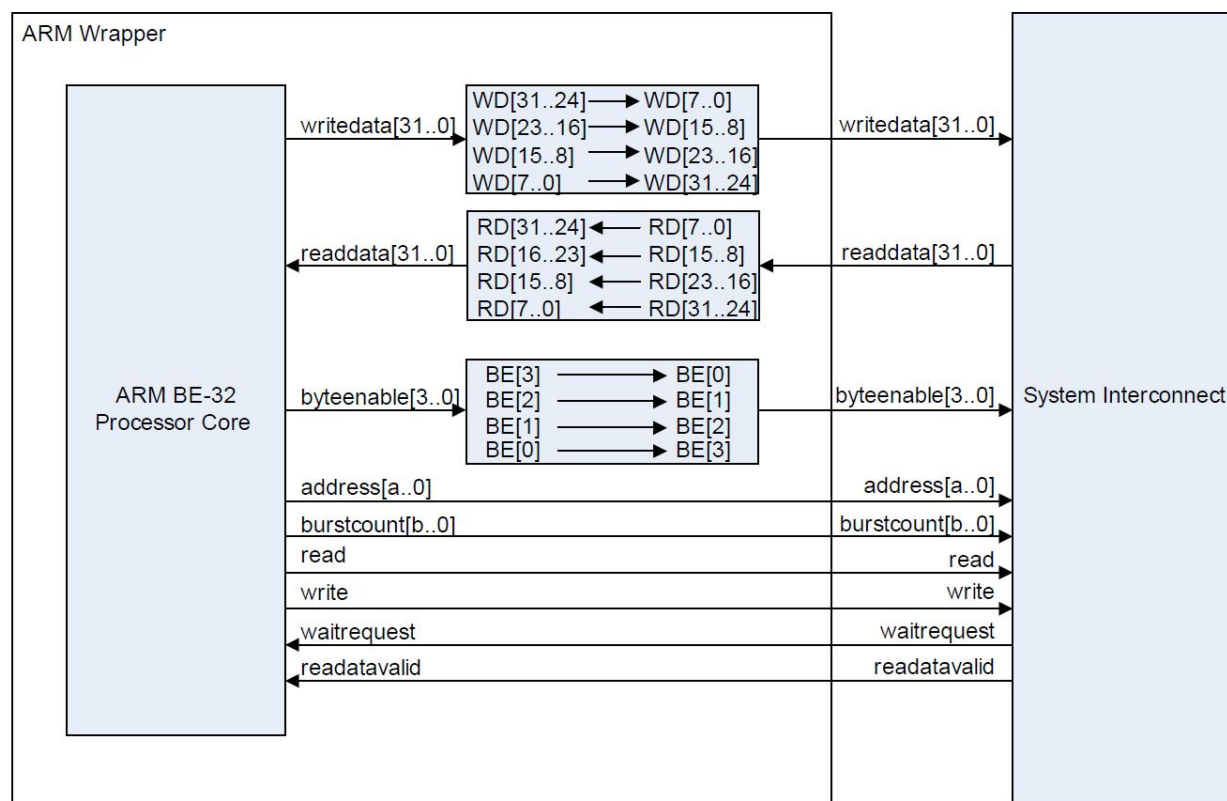 ARM Wrapper
WD[31..24] WD[7..0]
WD[23..16] WD[15..8]
WD[15..8] WD[23..16]
WD[7..0] WD[31..24]
writedata[31..0] writedata[31..0]
RD[31..24] RD[7..0]
RD[16..23] RD[15..8]
RD[15..8] RD[23..16]
RD[7..0] RD[31..24]
readdata[31..0] readdata[31..0]
BE[3] BE[0]
BE[2] BE[1]
BE[1] BE[2]
BE[0] BE[3]
ARM BE-32
Processor Core
byteenable[3..0] byteenable[3..0]
System Interconnect
address[a..0] address[a..0]
burstcount[b..0] burstcount[b..0]
read read
write write
waitrequest waitrequest
readatavalid readatavalid